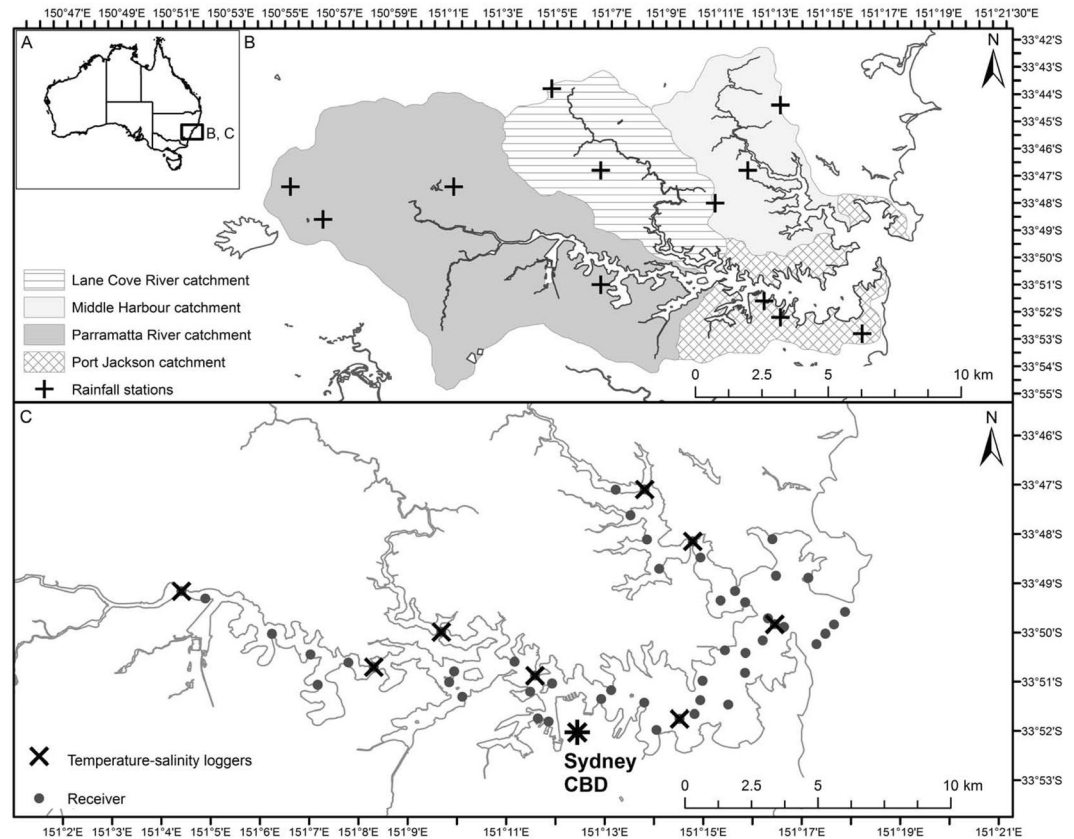 150°47'E 150°51'E 150°53'E 150°55'E 150°57'E 150°59'E 151°1'E 151°3'E 151°5'E 151°7'E 151°9'E 151°11'E 151°13'E 151°15'E 151°17'E 151°19'E 151°21'30"E
A
B
N
B, C
33°42'S
33°43'S
33°44'S
33°45'S
33°46'S
33°47'S
33°48'S
33°49'S
33°50'S
33°51'S
33°52'S
33°53'S
33°54'S
33°55'S
Lane Cove River catchment
Middle Harbour catchment
Parramatta River catchment
Port Jackson catchment
Rainfall stations
0 2.5 5 10 km
C
N
33°46'S
33°47'S
33°48'S
33°49'S
33°50'S
33°51'S
33°52'S
33°53'S
Sydney
CBD
Temperature-salinity loggers
Receiver
0 2.5 5 10 km
151°2'E 151°3'E 151°4'E 151°5'E 151°6'E 151°8'E 151°9'E 151°11'E 151°13'E 151°15'E 151°17'E 151°19'E